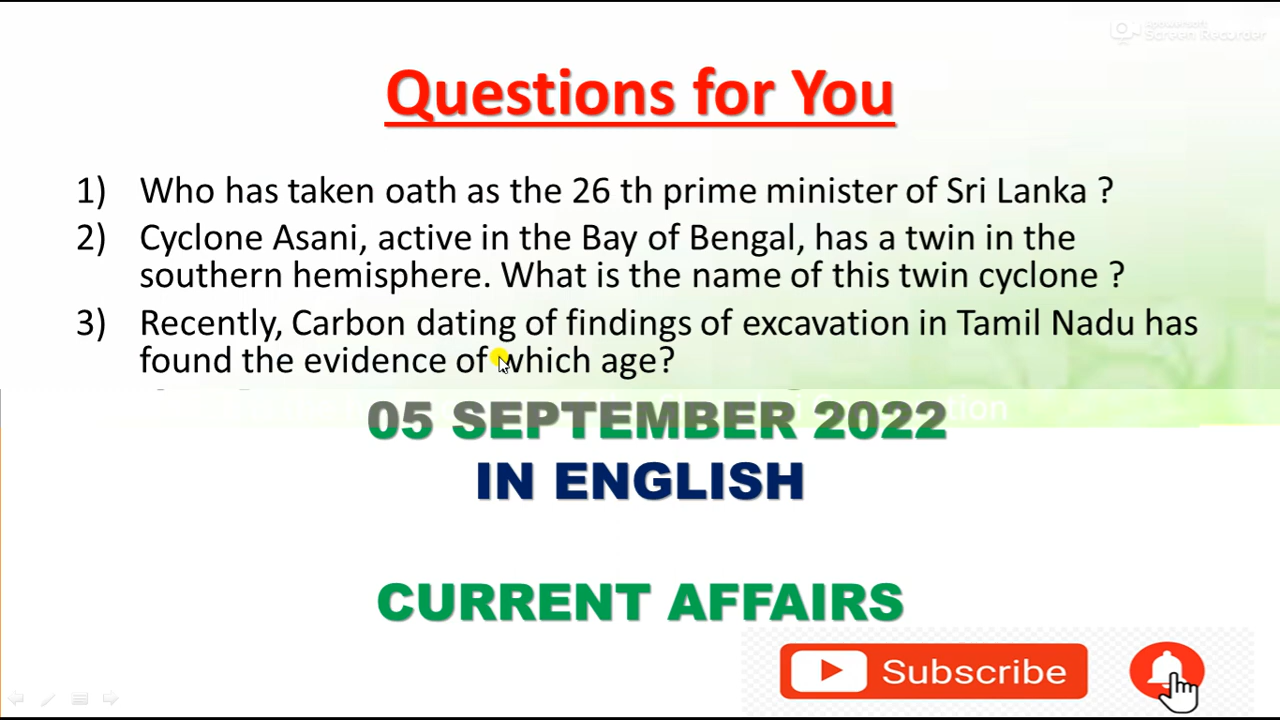 Apowersoft
Screen Recorder
Questions for You
1) Who has taken oath as the 26 th prime minister of Sri Lanka ?
2) Cyclone Asani, active in the Bay of Bengal, has a twin in the
southern hemisphere. What is the name of this twin cyclone ?
3) Recently, Carbon dating of findings of excavation in Tamil Nadu has
found the evidence of which age?
05 SEPTEMBER 2022
IN ENGLISH
CURRENT AFFAIRS
Subscribe